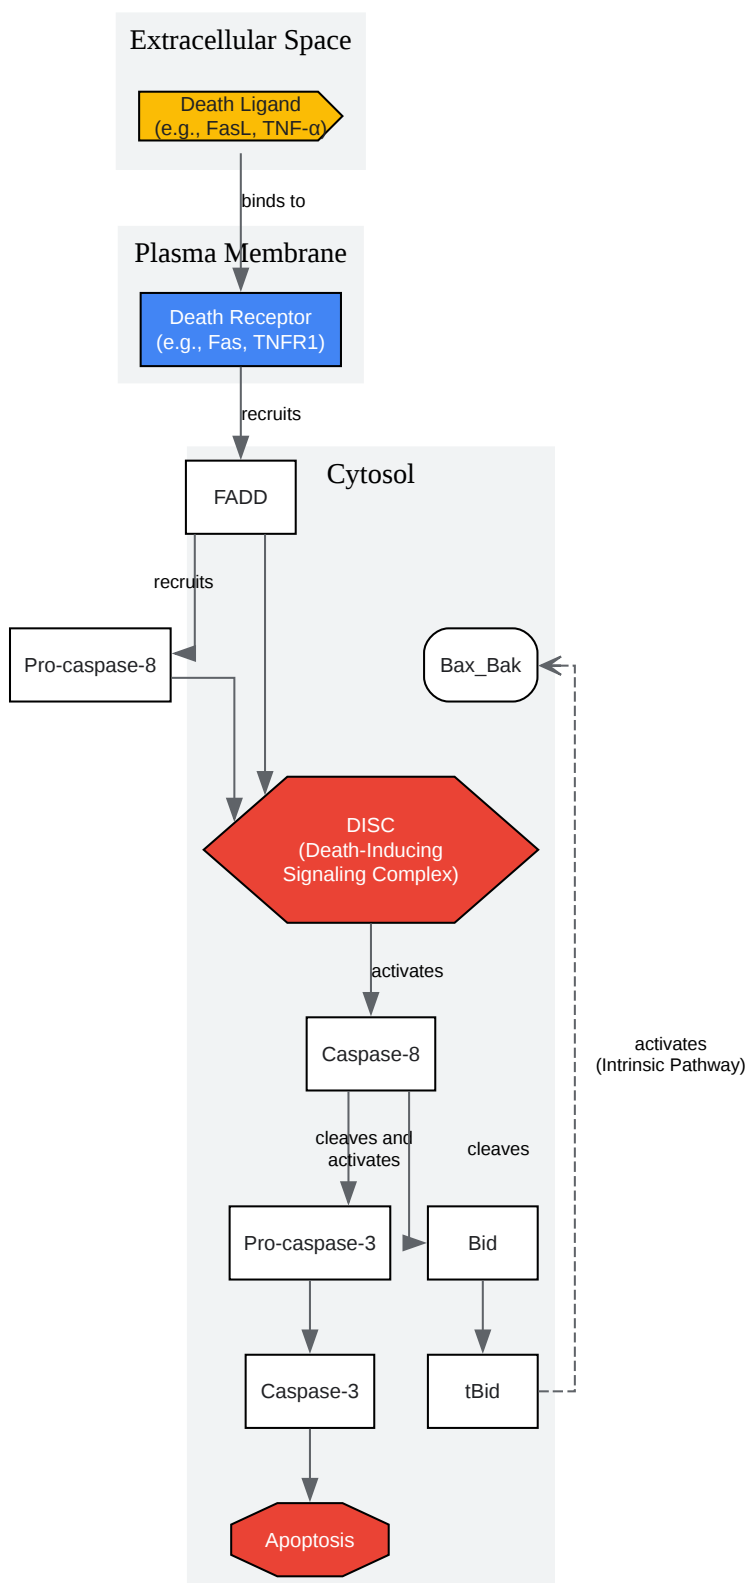 Extracellular Space
Death Ligand
(e.g., FasL, TNF-α)
binds to
Plasma Membrane
Death Receptor
(e.g., Fas, TNFR1)
recruits
Cytosol
FADD
recruits
Pro-caspase-8
Bax_Bak
DISC
(Death-Inducing
Signaling Complex)
activates
Caspase-8
activates
(Intrinsic Pathway)
cleaves and
activates
cleaves
Pro-caspase-3
Bid
Caspase-3
tBid
Apoptosis